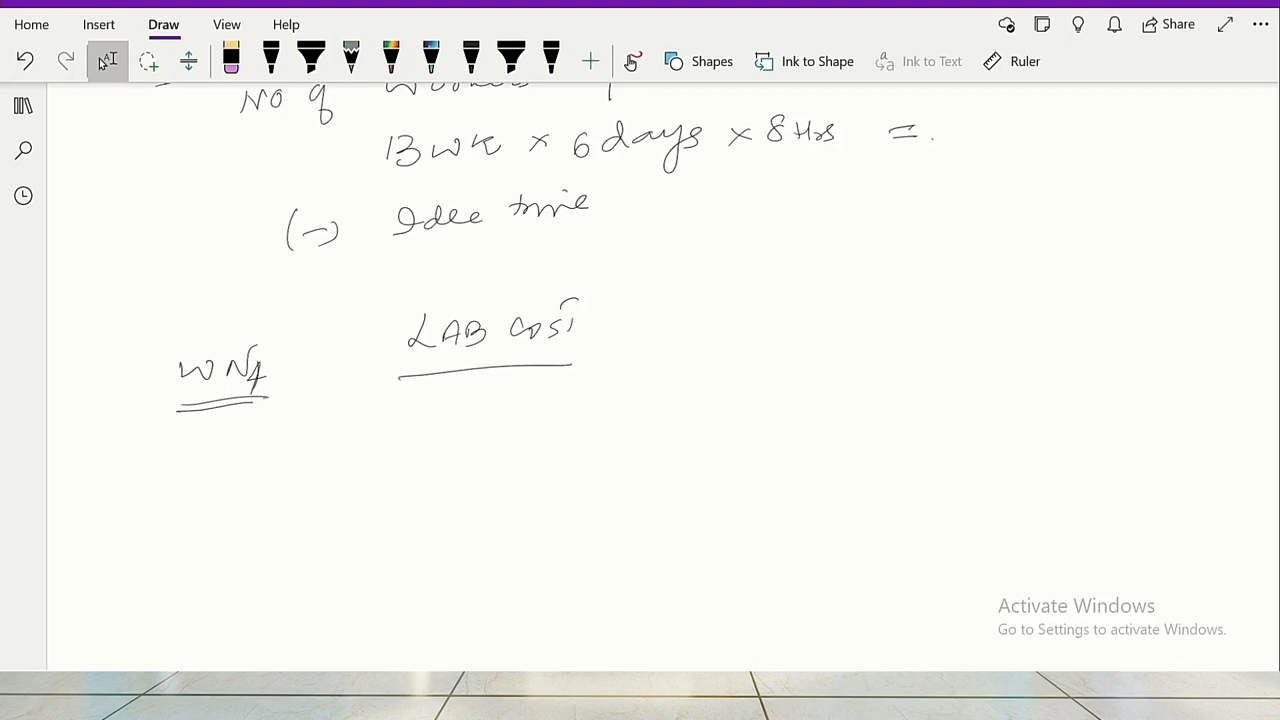 Home Insert Draw View Help Share
Shapes Ink to Shape Ink to Text Ruler
No of
13 WK × 6 days × 8 Hrs =
(-) Idle time
LAB COST
WN4
Activate Windows
Go to Settings to activate Windows.